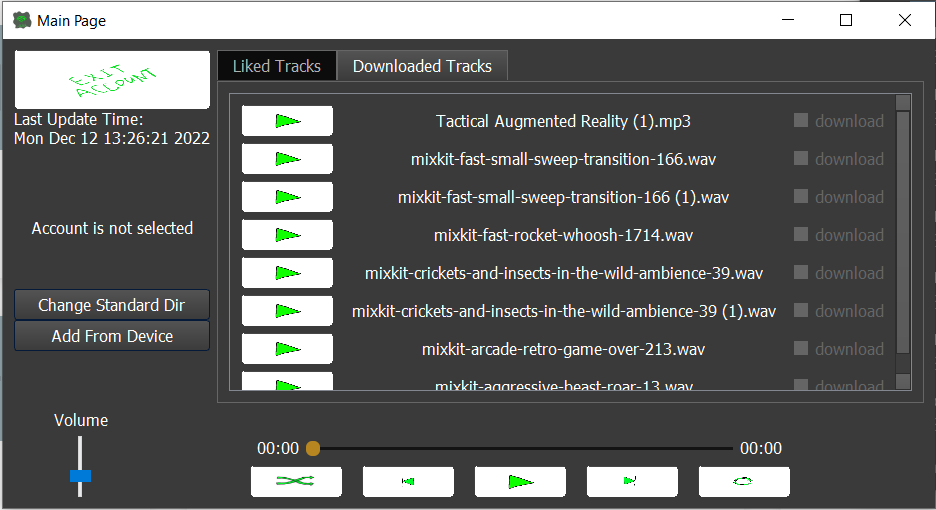 Main Page
EXIT
ACCOUNT
Last Update Time:
Mon Dec 12 13:26:21 2022
Account is not selected
Change Standard Dir
Add From Device
Volume
Liked Tracks
Downloaded Tracks
Tactical Augmented Reality (1).mp3 download
mixkit-fast-small-sweep-transition-166.wav download
mixkit-fast-small-sweep-transition-166 (1).wav download
mixkit-fast-rocket-whoosh-1714.wav download
mixkit-crickets-and-insects-in-the-wild-ambience-39.wav download
mixkit-crickets-and-insects-in-the-wild-ambience-39 (1).wav download
mixkit-arcade-retro-game-over-213.wav download
mixkit-aggressive-beast-roar-13.wav download
00:00 00:00